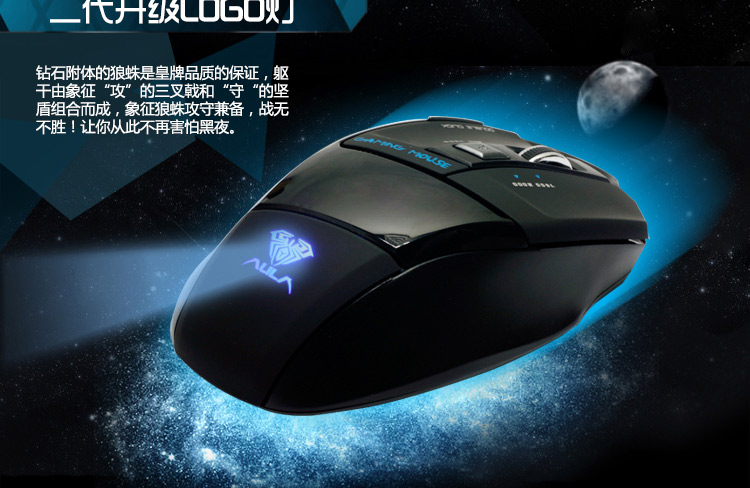 二代升级LOGO灯
钻石附体的狼蛛是皇牌品质的保证，躯
干由象征“攻”的三叉戟和“守“的坚
盾组合而成，象征狼蛛攻守兼备，战无
不胜！让你从此不再害怕黑夜。
GAMING MOUSE
AULA